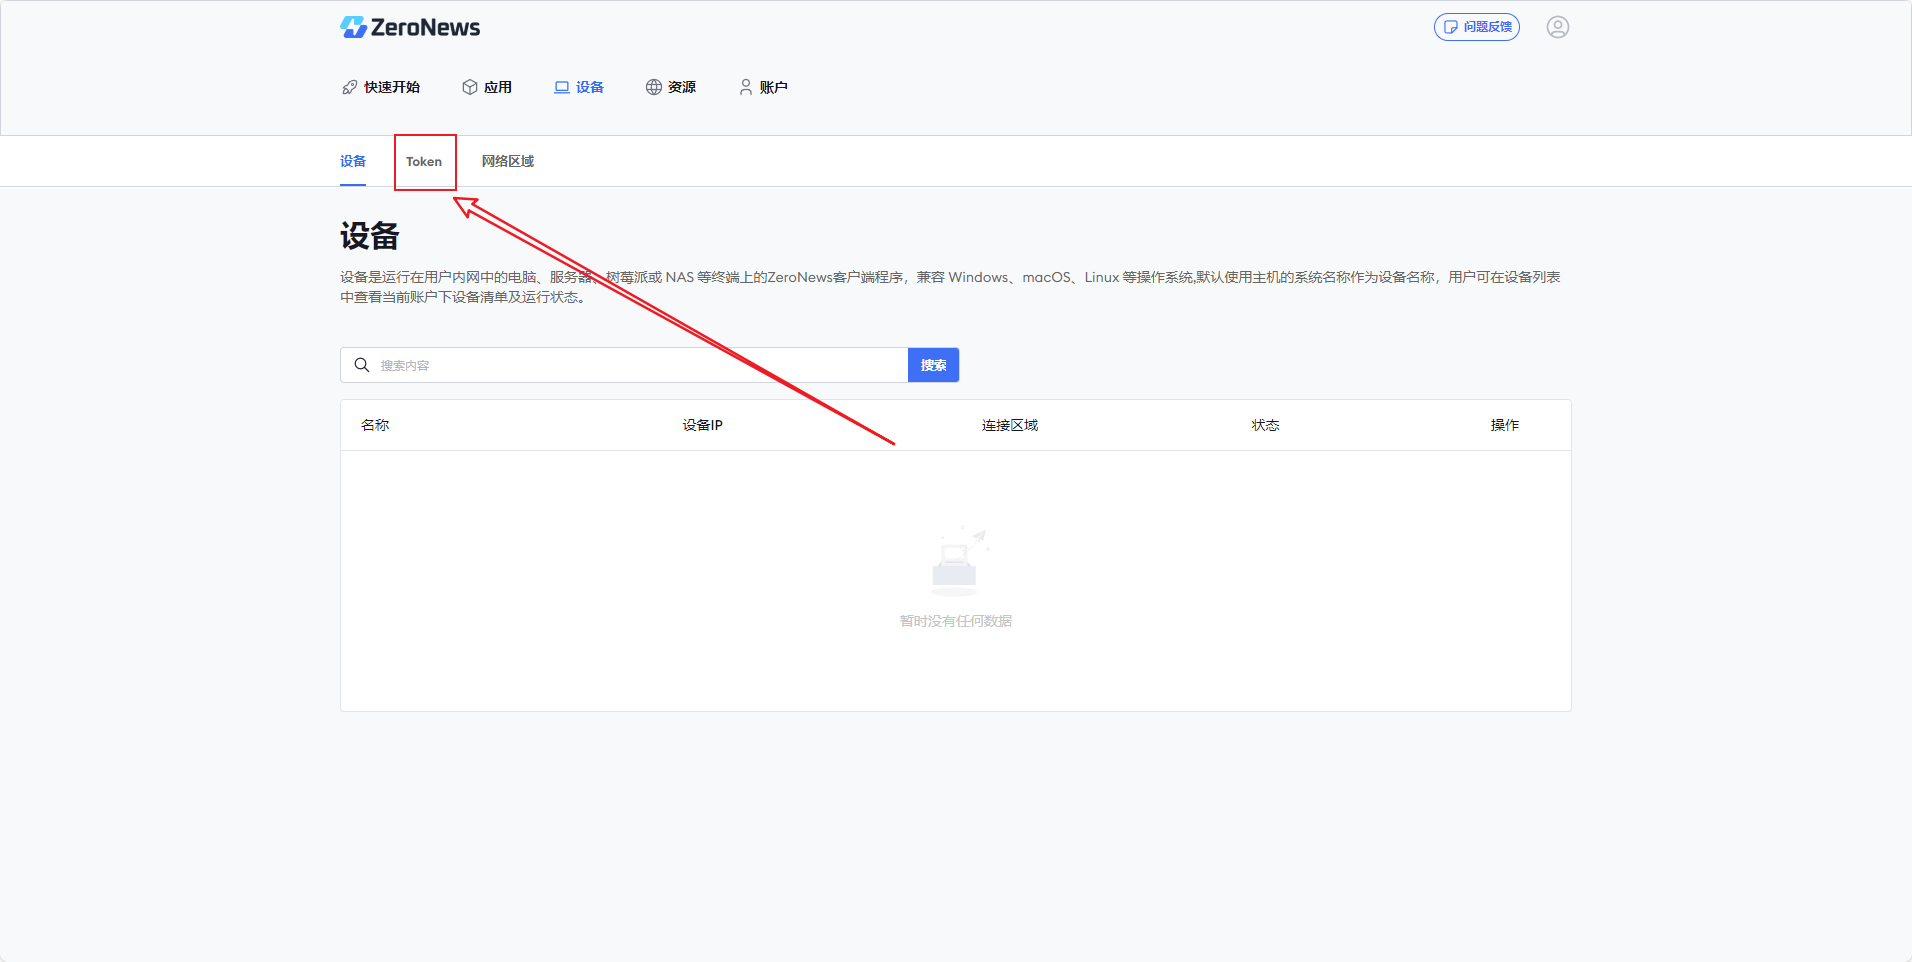 ZeroNews
问题反馈
快速开始 应用 设备 资源 账户
设备 Token 网络区域
设备
设备是运行在用户内网中的电脑、服务器、树莓派或 NAS 等终端上的ZeroNews客户端程序，兼容 Windows、macOS、Linux 等操作系统,默认使用主机的系统名称作为设备名称，用户可在设备列表
中查看当前账户下设备清单及运行状态。
搜索内容 搜索
名称 设备IP 连接区域 状态 操作
暂时没有任何数据